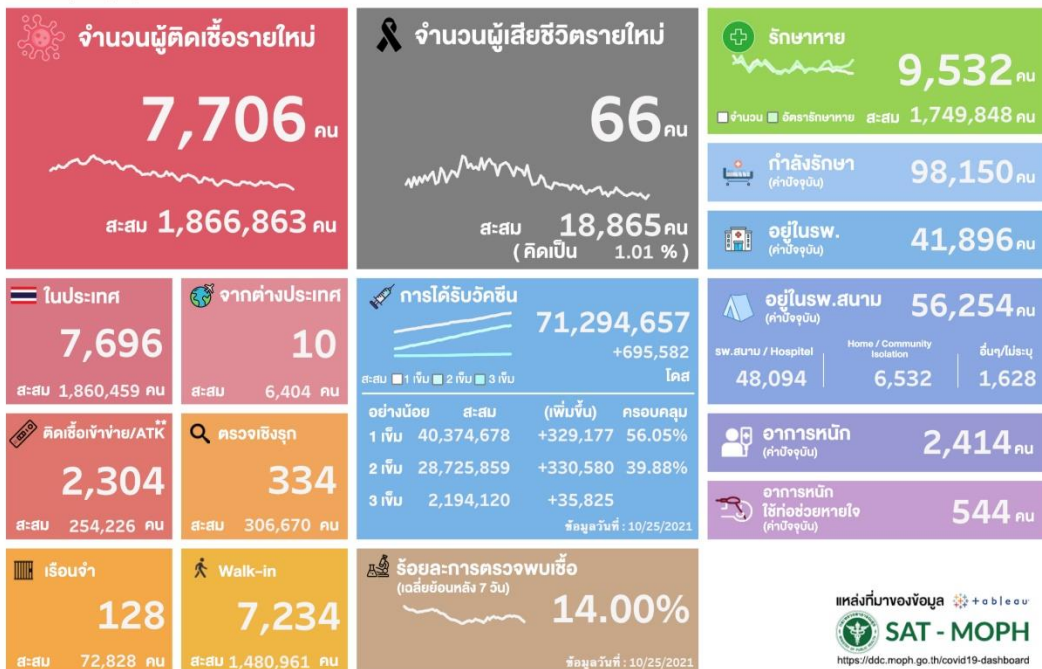 จำนวนผู้ติดเชื้อรายใหม่
7,706 คน
สะสม 1,866,863 คน
จำนวนผู้เสียชีวิตรายใหม่
66 คน
สะสม 18,865 คน
(คิดเป็น 1.01 %)
รักษาหาย
9,532 คน
จำนวน อัตรารักษาหาย สะสม 1,749,848 คน
กำลังรักษา
(ค่าปัจจุบัน)
98,150 คน
อยู่ในรพ.
(ค่าปัจจุบัน)
41,896 คน
ในประเทศ
7,696
สะสม 1,860,459 คน
จากต่างประเทศ
10
สะสม 6,404 คน
การได้รับวัคซีน
71,294,657
+695,582
สะสม 1 เข็ม 2 เข็ม 3 เข็ม โดส
อย่างน้อย สะสม (เพิ่มขึ้น) ครอบคลุม
1 เข็ม 40,374,678 +329,177 56.05%
2 เข็ม 28,725,859 +330,580 39.88%
3 เข็ม 2,194,120 +35,825
ข้อมูลวันที่ : 10/25/2021
อยู่ในรพ.สนาม
(ค่าปัจจุบัน)
56,254 คน
รพ.สนาม / Hospitel
48,094
Home / Community
Isolation
6,532
อื่นๆ/ไม่ระบุ
1,628
ติดเชื้อเข้าข่าย/ATK**
2,304
สะสม 254,226 คน
ตรวจเชิงรุก
334
สะสม 306,670 คน
อาการหนัก
(ค่าปัจจุบัน)
2,414 คน
อาการหนัก
ใช้ท่อช่วยหายใจ
(ค่าปัจจุบัน)
544 คน
เรือนจำ
128
สะสม 72,828 คน
Walk-in
7,234
สะสม 1,480,961 คน
ร้อยละการตรวจพบเชื้อ
(เฉลี่ยย้อนหลัง 7 วัน)
14.00%
ข้อมูลวันที่ : 10/25/2021
แหล่งที่มาของข้อมูล +ableau
SAT - MOPH
https://ddc.moph.go.th/covid19-dashboard